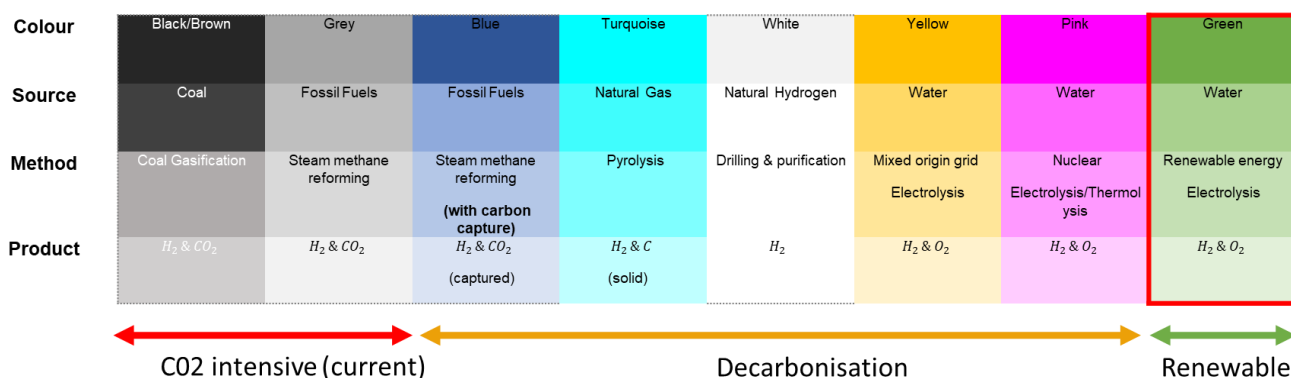 Colour Black/Brown Grey Blue Turquoise White Yellow Pink Green
Source Coal Fossil Fuels Fossil Fuels Natural Gas Natural Hydrogen Water Water Water
Method Coal Gasification Steam methane Steam methane Pyrolysis Drilling & purification Mixed origin grid Nuclear Renewable energy
reforming reforming
Electrolysis Electrolysis/Thermol Electrolysis
(with carbon ysis
capture)
Product H₂ & CO₂ H₂ & CO₂ H₂ & CO₂ H₂ & C H₂ H₂ & O₂ H₂ & O₂ H₂ & O₂
(captured) (solid)
C02 intensive (current) Decarbonisation Renewable